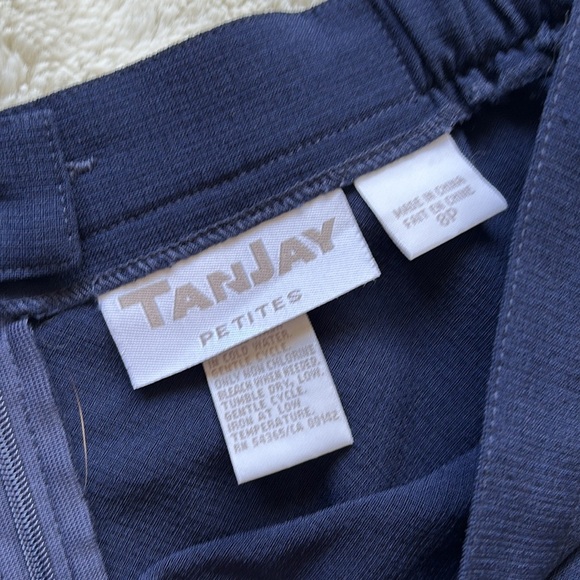 TANJAY
PETITES
MADE IN CHINA
FAIT EN CHINE
8P
IN COLD WATER
GENTLE CYCLE.
ONLY NON CHLORINE
BLEACH WHEN NEEDED.
TUMBLE DRY, LOW.
GENTLE CYCLE.
IRON AT LOW
TEMPERATURE.
RN 54365/CA 00142